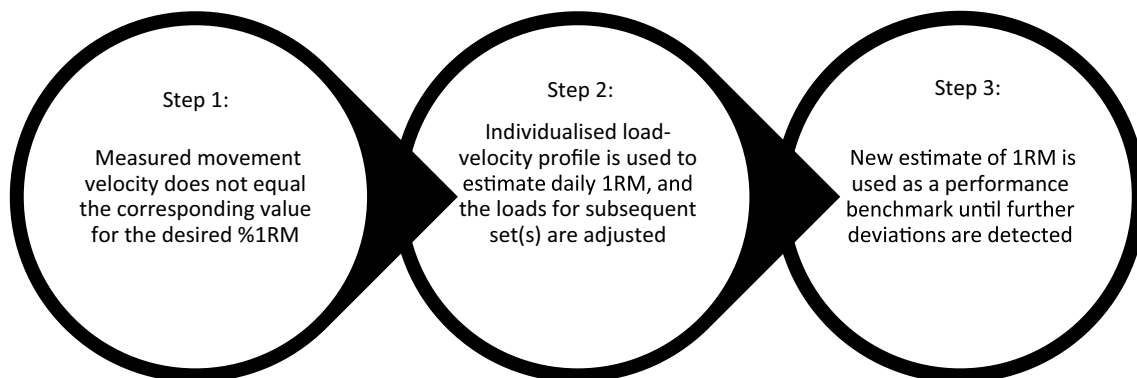 Step 1:
Measured movement
velocity does not equal
the corresponding value
for the desired %1RM
Step 2:
Individualised load-
velocity profile is used to
estimate daily 1RM, and
the loads for subsequent
set(s) are adjusted
Step 3:
New estimate of 1RM is
used as a performance
benchmark until further
deviations are detected